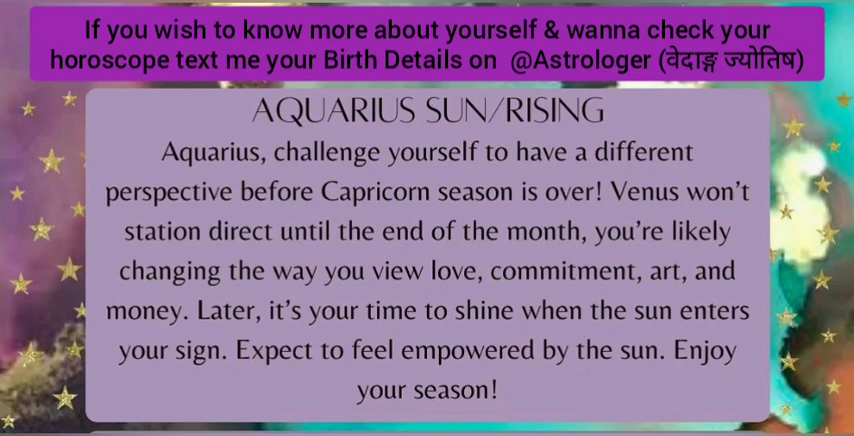 If you wish to know more about yourself & wanna check your
horoscope text me your Birth Details on @Astrologer (वेदाङ्ग ज्योतिष)
AQUARIUS SUN/RISING
Aquarius, challenge yourself to have a different
perspective before Capricorn season is over! Venus won't
station direct until the end of the month, you're likely
changing the way you view love, commitment, art, and
money. Later, it's your time to shine when the sun enters
your sign. Expect to feel empowered by the sun. Enjoy
your season!